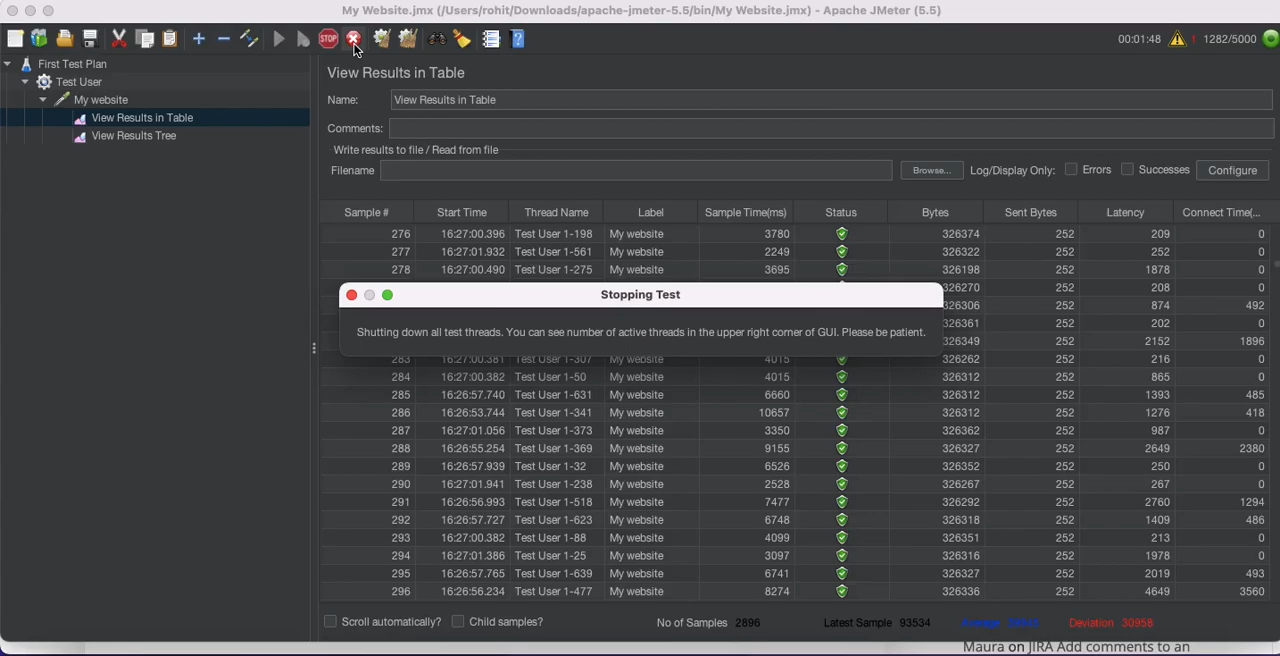 My Website.jmx (/Users/rohit/Downloads/apache-jmeter-5.5/bin/My Website.jmx) - Apache JMeter (5.5)
STOP
00:01:48 1 1282/5000
First Test Plan
Test User
My website
View Results in Table
View Results Tree
View Results in Table
Name: View Results in Table
Comments:
Write results to file / Read from file
Filename Browse... Log/Display Only: Errors Successes Configure
Sample # Start Time Thread Name Label Sample Time(ms) Status Bytes Sent Bytes Latency Connect Time(...
276 16:27:00.396 Test User 1-198 My website 3780 326374 252 209 0
277 16:27:01.932 Test User 1-561 My website 2249 326322 252 252 0
278 16:27:00.490 Test User 1-275 My website 3695 326198 252 1878 0
326270 252 208 0
326306 252 874 492
326361 252 202 0
326349 252 2152 1896
Stopping Test
Shutting down all test threads. You can see number of active threads in the upper right corner of GUI. Please be patient.
283 16:27:00.381 Test User 1-307 My website 4015 326262 252 216 0
284 16:27:00.382 Test User 1-50 My website 4015 326312 252 865 0
285 16:26:57.740 Test User 1-631 My website 6660 326312 252 1393 485
286 16:26:53.744 Test User 1-341 My website 10657 326312 252 1276 418
287 16:27:01.056 Test User 1-373 My website 3350 326362 252 987 0
288 16:26:55.254 Test User 1-369 My website 9155 326327 252 2649 2380
289 16:26:57.939 Test User 1-32 My website 6526 326352 252 250 0
290 16:27:01.941 Test User 1-238 My website 2528 326267 252 267 0
291 16:26:56.993 Test User 1-518 My website 7477 326292 252 2760 1294
292 16:26:57.727 Test User 1-623 My website 6748 326318 252 1409 486
293 16:27:00.382 Test User 1-88 My website 4099 326351 252 213 0
294 16:27:01.386 Test User 1-25 My website 3097 326316 252 1978 0
295 16:26:57.765 Test User 1-639 My website 6741 326327 252 2019 493
296 16:26:56.234 Test User 1-477 My website 8274 326336 252 4649 3560
Scroll automatically? Child samples? No of Samples 2896 Latest Sample 93534 Average Deviation 30958
Maura on JIRA Add comments to an